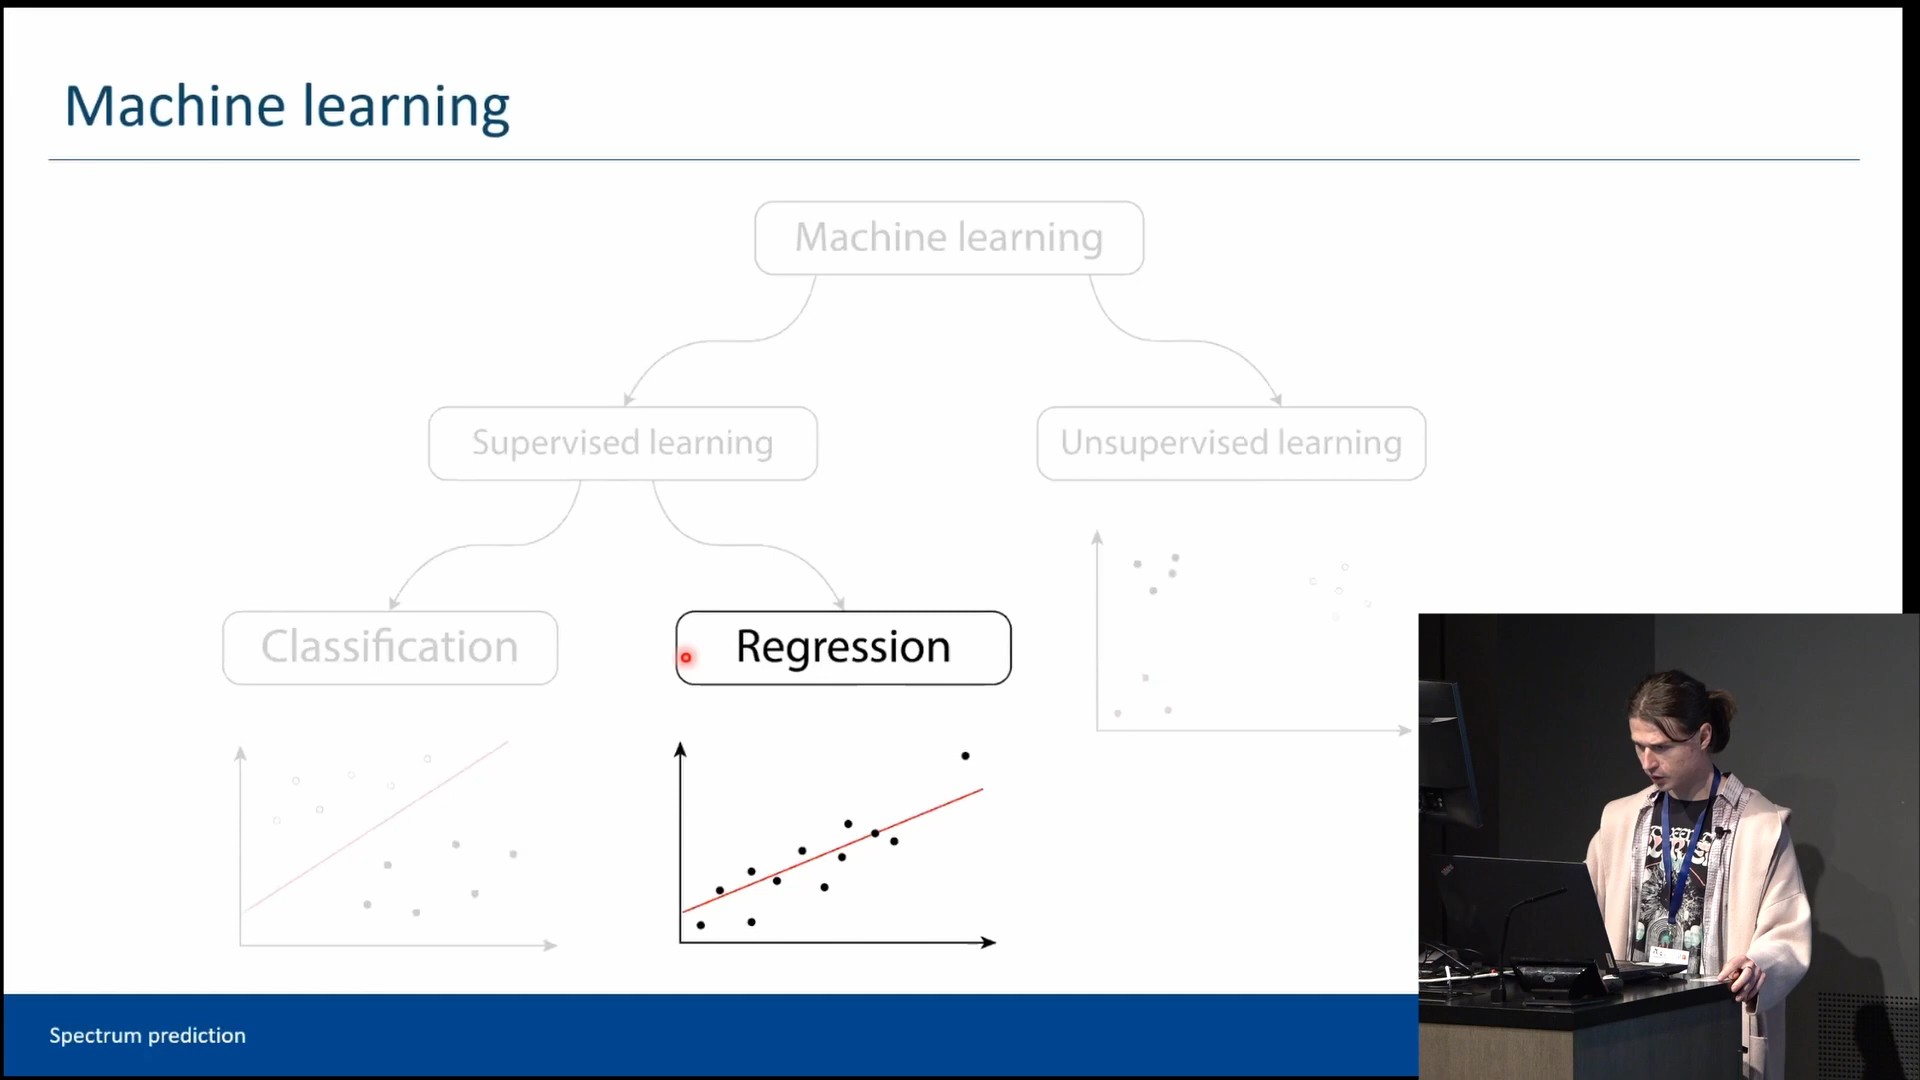 Machine learning
Machine learning
Supervised learning
Unsupervised learning
Classification
Regression
Spectrum prediction